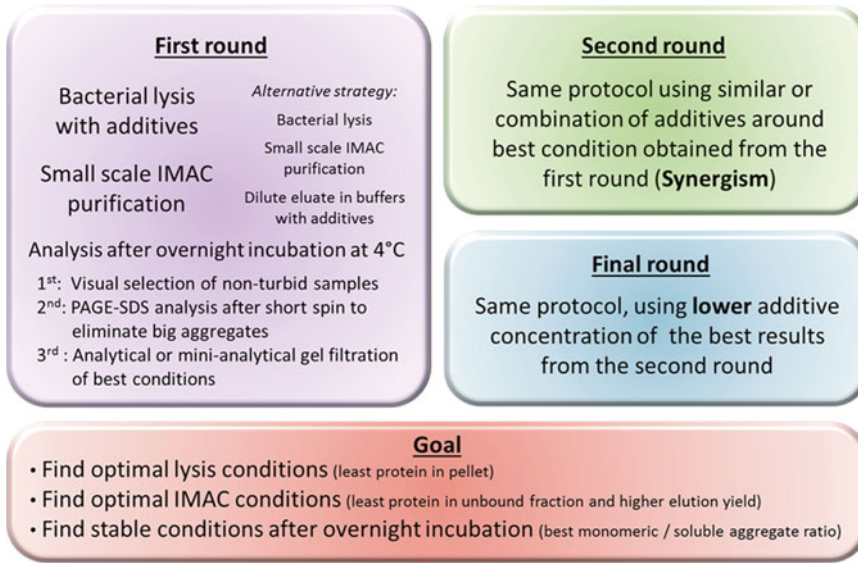 First round
Bacterial lysis
with additives
Small scale IMAC
purification
Alternative strategy:
Bacterial lysis
Small scale IMAC
purification
Dilute eluate in buffers
with additives
Analysis after overnight incubation at 4°C
1st: Visual selection of non-turbid samples
2nd: PAGE-SDS analysis after short spin to
eliminate big aggregates
3rd : Analytical or mini-analytical gel filtration
of best conditions
Second round
Same protocol using similar or
combination of additives around
best condition obtained from the
first round (Synergism)
Final round
Same protocol, using lower additive
concentration of the best results
from the second round
Goal
• Find optimal lysis conditions (least protein in pellet)
• Find optimal IMAC conditions (least protein in unbound fraction and higher elution yield)
• Find stable conditions after overnight incubation (best monomeric / soluble aggregate ratio)